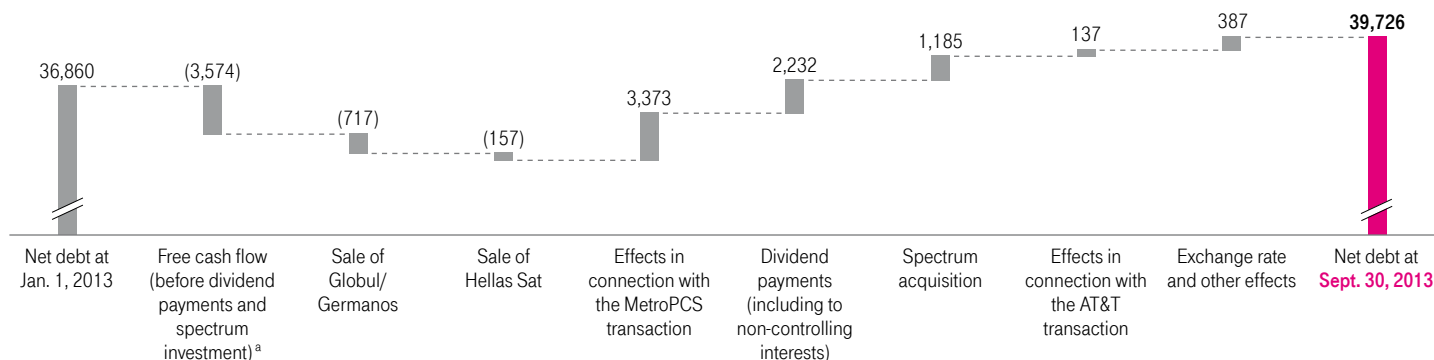 36,860
(3,574)
(717)
(157)
3,373
2,232
1,185
137
387
39,726
Net debt at
Jan. 1, 2013
Free cash flow
(before dividend
payments and
spectrum
investment) a
Sale of
Globul/
Germanos
Sale of
Hellas Sat
Effects in
connection with
the MetroPCS
transaction
Dividend
payments
(including to
non-controlling
interests)
Spectrum
acquisition
Effects in
connection with
the AT&T
transaction
Exchange rate
and other effects
Net debt at
Sept. 30, 2013